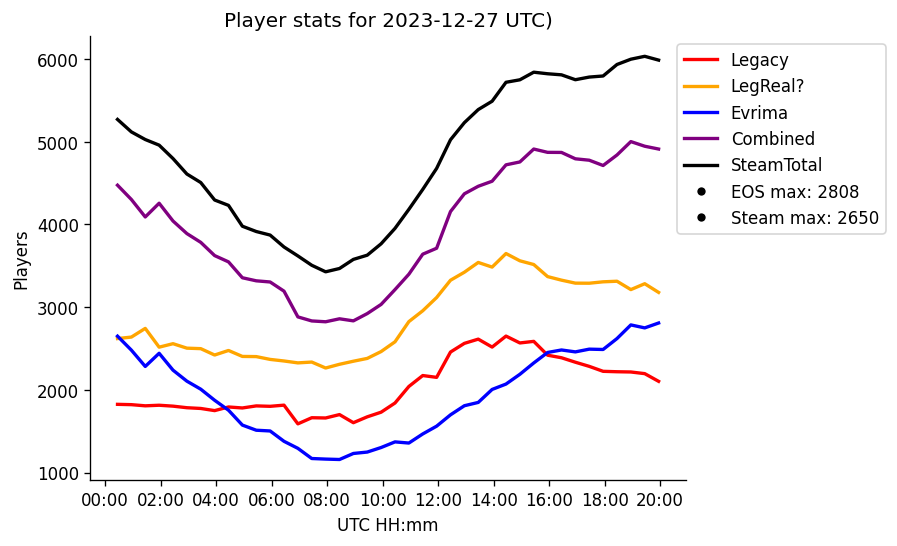 Player stats for 2023-12-27 UTC)
Legacy
LegReal?
Evrima
Combined
SteamTotal
EOS max: 2808
Steam max: 2650
6000
5000
4000
3000
2000
1000
Players
00:00 02:00 04:00 06:00 08:00 10:00 12:00 14:00 16:00 18:00 20:00
UTC HH:mm